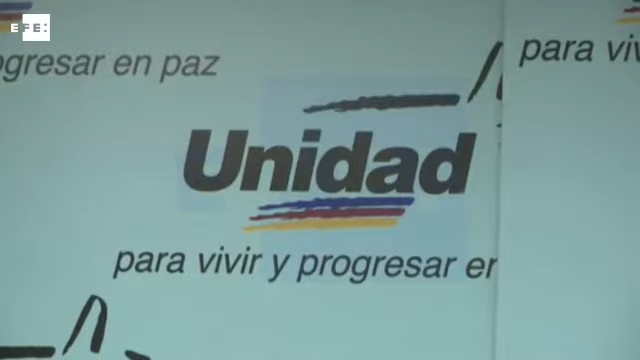 EFE:
ogresar en paz
para viv
Unidad
para vivir y progresar en